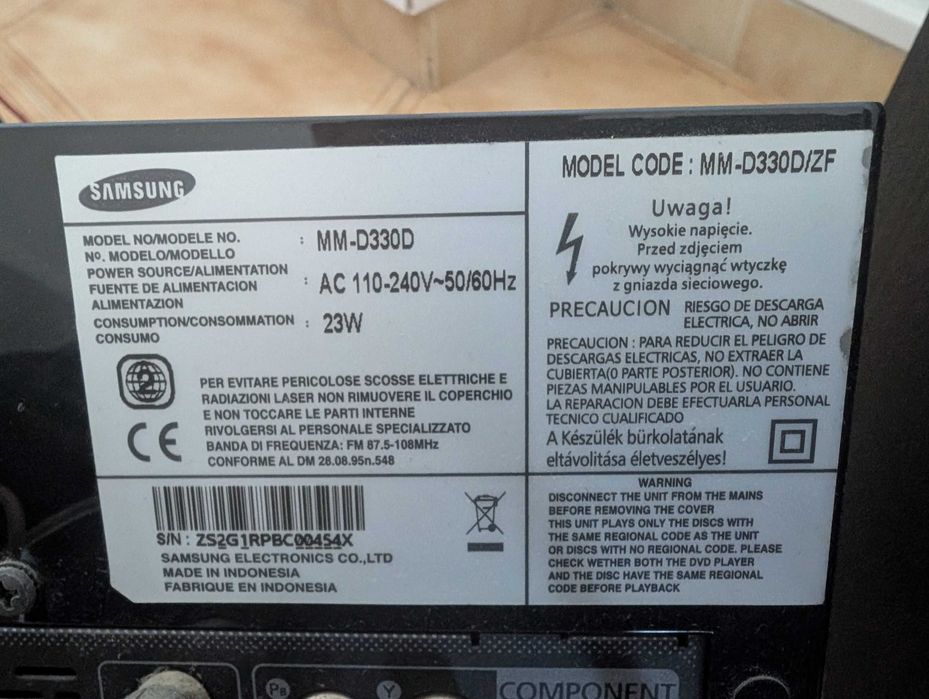 SAMSUNG
MODEL NO/MODELE NO.
Nº. MODELO/MODELLO
: MM-D330D
POWER SOURCE/ALIMENTATION
FUENTE DE ALIMENTACION
ALIMENTAZION
: AC 110-240V~50/60Hz
CONSUMPTION/CONSOMMATION
CONSUMO
: 23W
2
PER EVITARE PERICOLOSE SCOSSE ELETTRICHE E
RADIAZIONI LASER NON RIMUOVERE IL COPERCHIO
E NON TOCCARE LE PARTI INTERNE
RIVOLGERSI AL PERSONALE SPECIALIZZATO
BANDA DI FREQUENZA: FM 87.5-108MHz
CONFORME AL DM 28.08.95n.548
CE
S/N : ZS2G1RPBC00454X
SAMSUNG ELECTRONICS CO.,LTD
MADE IN INDONESIA
FABRIQUE EN INDONESIA
MODEL CODE : MM-D330D/ZF
Uwaga!
Wysokie napięcie.
Przed zdjęciem
pokrywy wyciągnąć wtyczkę
z gniazda sieciowego.
PRECAUCION RIESGO DE DESCARGA
ELECTRICA, NO ABRIR
PRECAUCION : PARA REDUCIR EL PELIGRO DE
DESCARGAS ELECTRICAS, NO EXTRAER LA
CUBIERTA(O PARTE POSTERIOR). NO CONTIENE
PIEZAS MANIPULABLES POR EL USUARIO.
LA REPARACION DEBE EFECTUARLA PERSONAL
TECNICO CUALIFICADO
A Készülék bürkolatának
eltávolitása életveszélyes!
WARNING
DISCONNECT THE UNIT FROM THE MAINS
BEFORE REMOVING THE COVER
THIS UNIT PLAYS ONLY THE DISCS WITH
THE SAME REGIONAL CODE AS THE UNIT
OR DISCS WITH NO REGIONAL CODE. PLEASE
CHECK WETHER BOTH THE DVD PLAYER
AND THE DISC HAVE THE SAME REGIONAL
CODE BEFORE PLAYBACK
PB
Y
COMPONENT